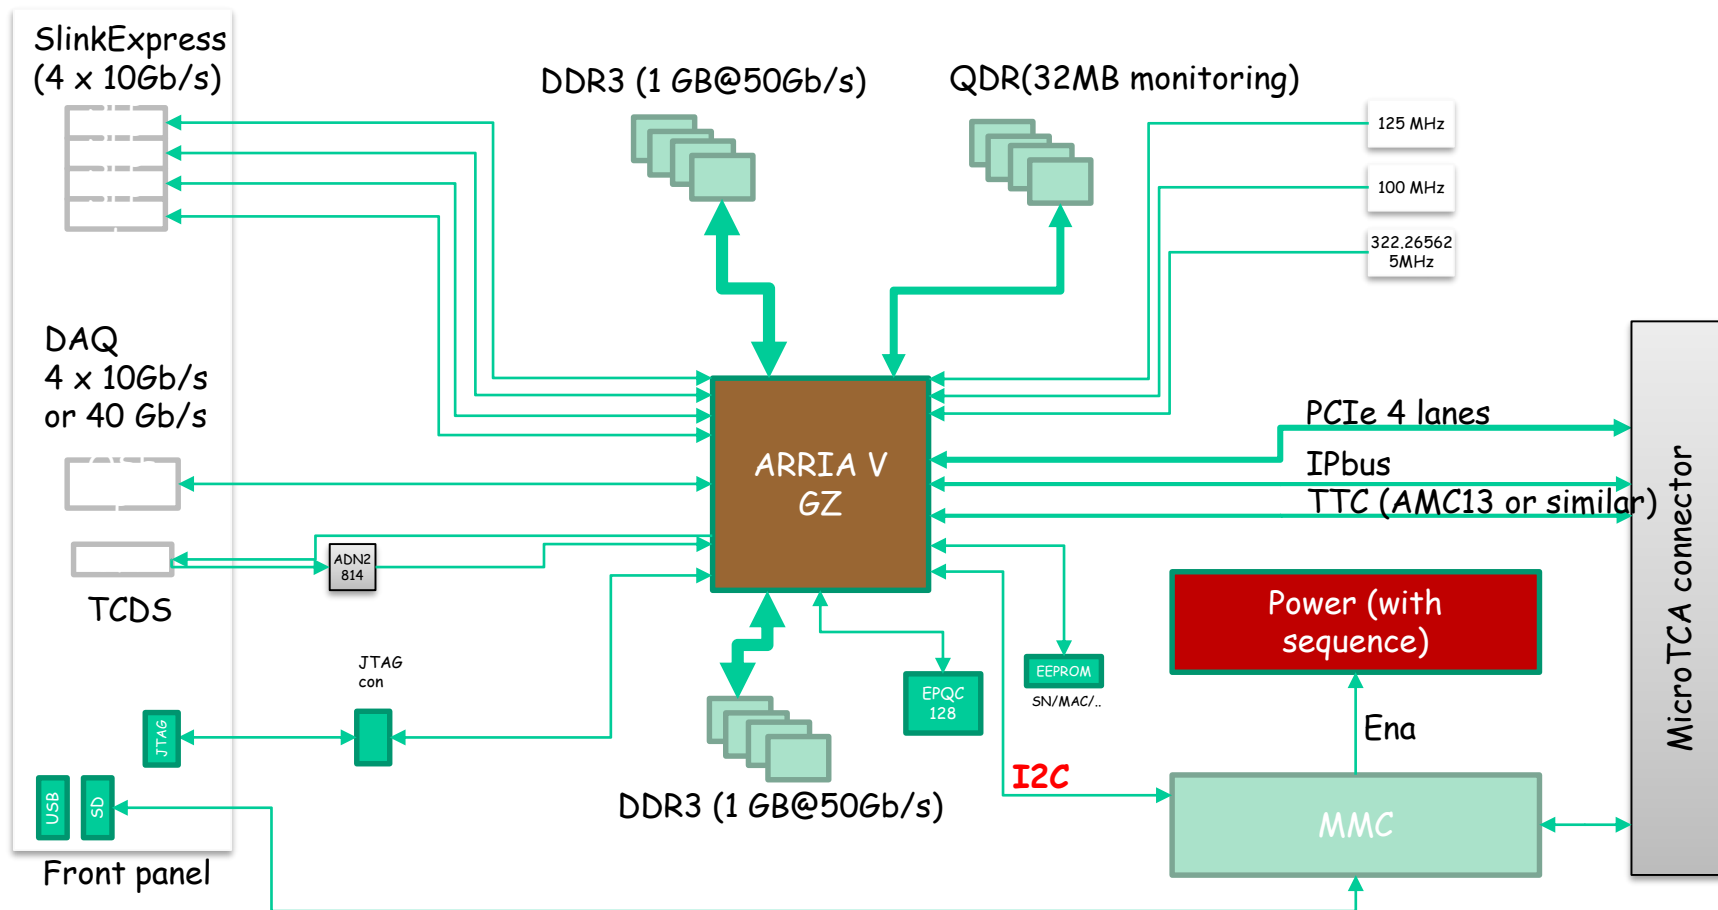 SlinkExpress
(4 x 10Gb/s)
DDR3 (1 GB@50Gb/s)
QDR(32MB monitoring)
125 MHz
100 MHz
322.26562
5MHz
DAQ
4 x 10Gb/s
or 40 Gb/s
ARRIA V
GZ
PCIe 4 lanes
IPbus
TTC (AMC13 or similar)
MicroTCA connector
ADN2
814
TCDS
Power (with
sequence)
JTAG
con
EEPROM
SN/MAC/..
EPQC
128
JTAG
Ena
I2C
USB
SD
DDR3 (1 GB@50Gb/s)
MMC
Front panel